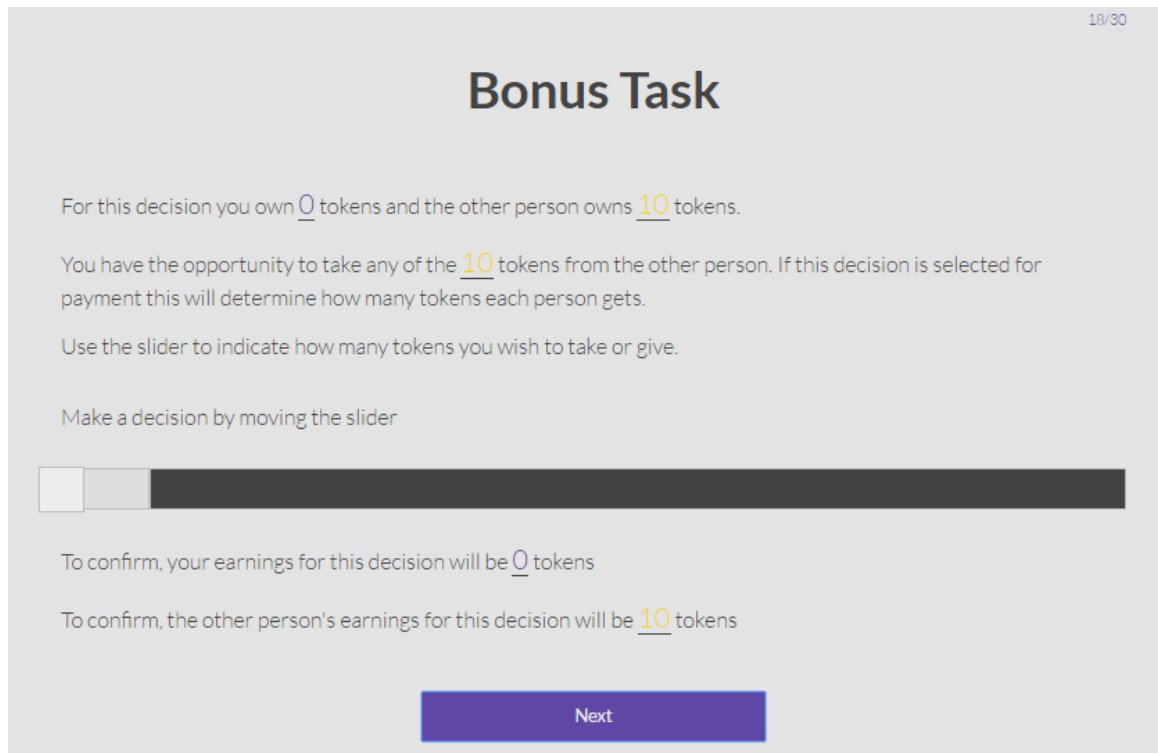 18/30
Bonus Task
For this decision you own 0 tokens and the other person owns 10 tokens.
You have the opportunity to take any of the 10 tokens from the other person. If this decision is selected for
payment this will determine how many tokens each person gets.
Use the slider to indicate how many tokens you wish to take or give.
Make a decision by moving the slider
To confirm, your earnings for this decision will be 0 tokens
To confirm, the other person's earnings for this decision will be 10 tokens
Next